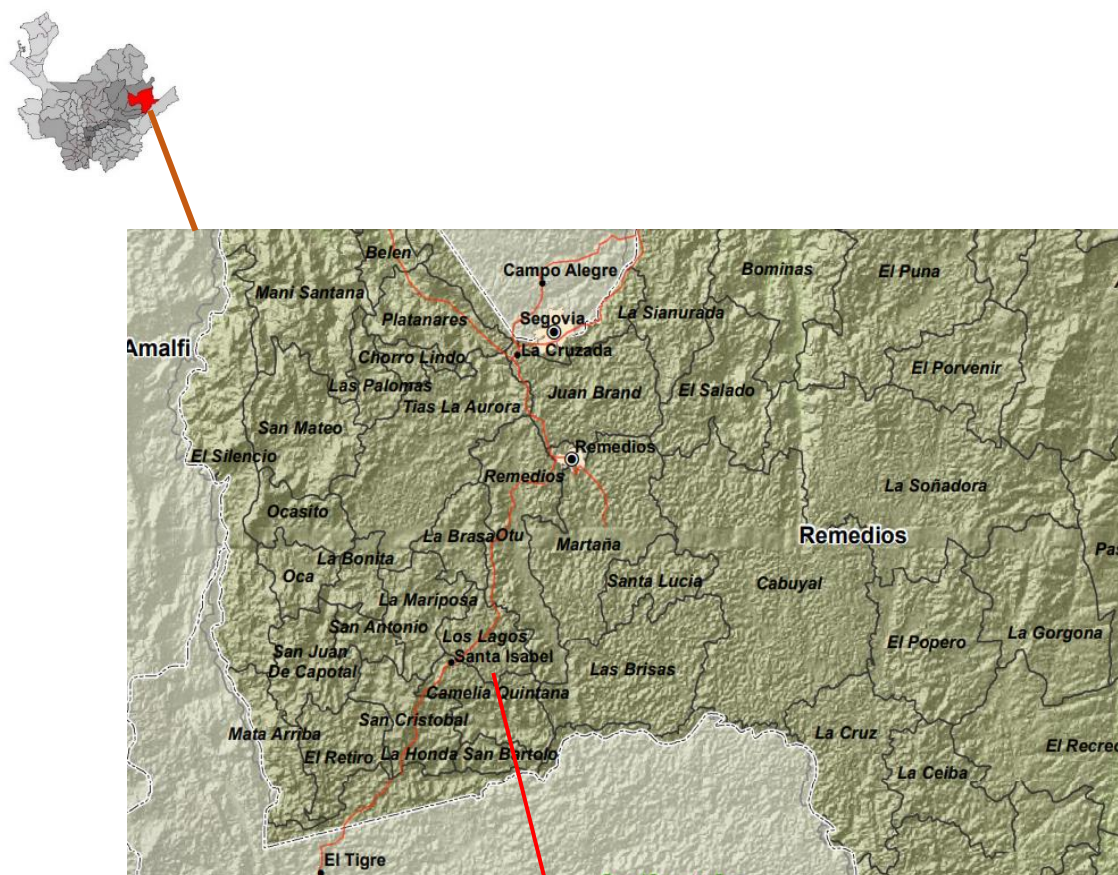 Belen
Campo Alegre
Bominas
El Puna
Mani Santana
La Sianurada
Platanares
Segovia
Amalfi
Chorro Lindo
La Cruzada
El Porvenir
Las Palomas
Juan Brand
El Salado
Tias La Aurora
San Mateo
El Silencio
Remedios
Remedios
La Soñadora
Ocasito
La Brasa
Otu
Martaña
Remedios
La Bonita
Oca
Santa Lucia
Cabuyal
La Mariposa
San Antonio
Los Lagos
El Popero
La Gorgona
San Juan
De Capotal
Santa Isabel
Las Brisas
Camelia Quintana
San Cristobal
Mata Arriba
La Cruz
El Retiro
La Honda
San Bartolo
La Ceiba
El Tigre